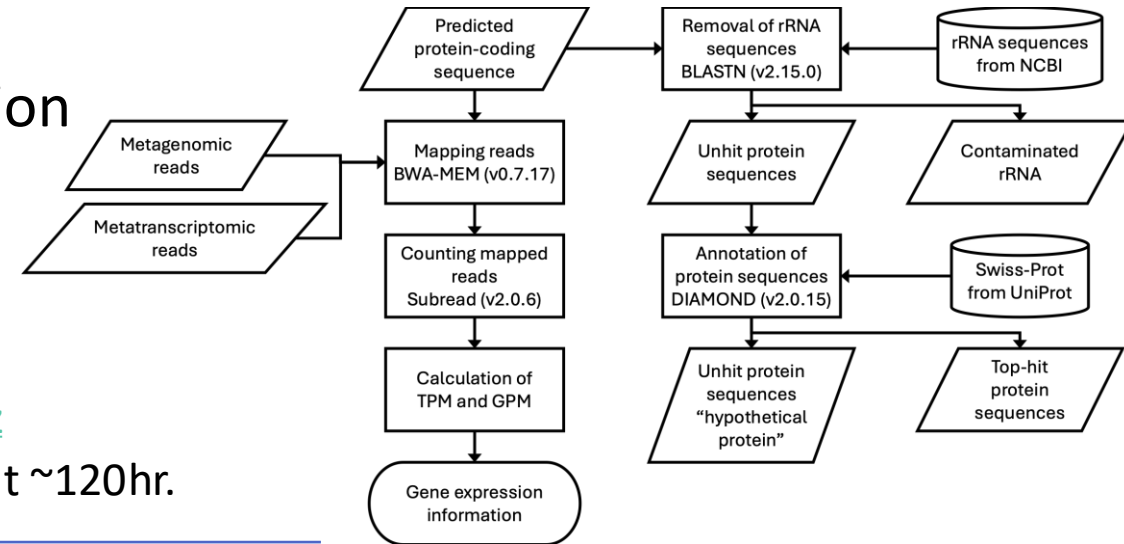 Predicted
protein-coding
sequence
Removal of rRNA
sequences
BLASTN (v2.15.0)
rRNA sequences
from NCBI
on
Metagenomic
reads
Mapping reads
BWA-MEM (v0.7.17)
Unhit protein
sequences
Contaminated
rRNA
Metatranscriptomic
reads
Counting mapped
reads
Subread (v2.0.6)
Annotation of
protein sequences
DIAMOND (v2.0.15)
Swiss-Prot
from UniProt
Calculation of
TPM and GPM
Unhit protein
sequences
“hypothetical
protein”
Top-hit
protein
sequences
t ~120hr.
Gene expression
information